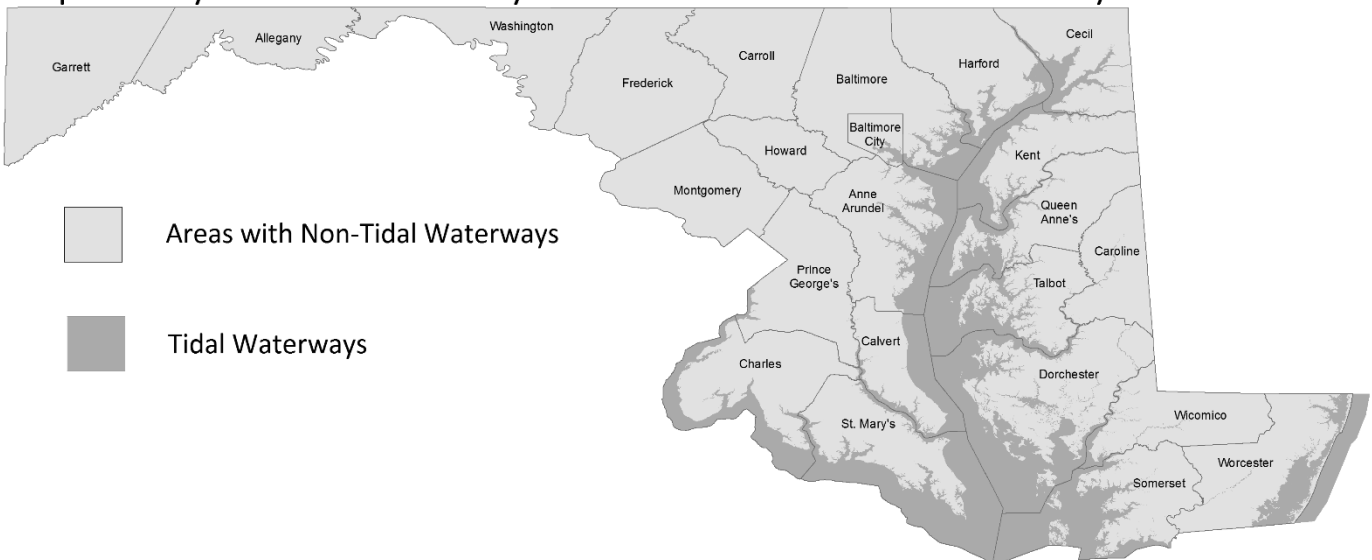 Garrett
Allegany
Washington
Frederick
Carroll
Baltimore
Harford
Cecil
Baltimore
City
Howard
Montgomery
Kent
Anne
Arundel
Queen
Anne's
Caroline
Areas with Non-Tidal Waterways
Prince
George's
Talbot
Tidal Waterways
Calvert
Charles
Dorchester
St. Mary's
Wicomico
Worcester
Somerset